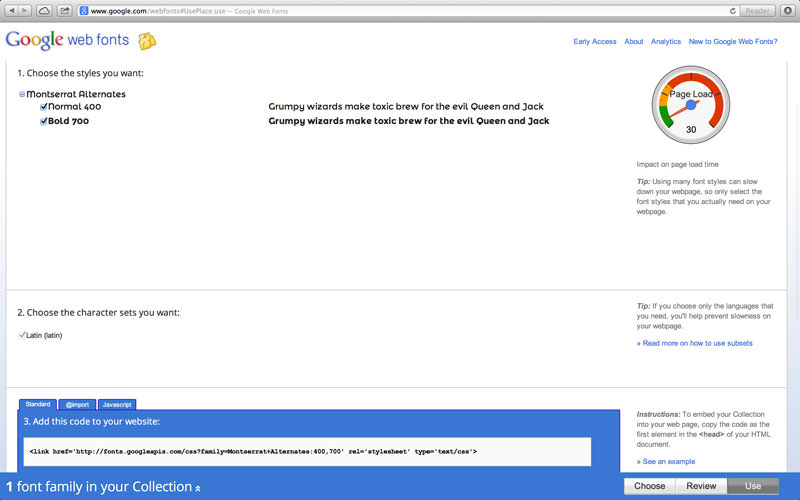 www.google.com/webfonts#UsePlace:use — Google Web Fonts
Reader
Google web fonts
Early Access About Analytics New to Google Web Fonts?
1. Choose the styles you want:
Montserrat Alternates
Normal 400 Grumpy wizards make toxic brew for the evil Queen and Jack
Bold 700 Grumpy wizards make toxic brew for the evil Queen and Jack
Page Load
30
Impact on page load time
Tip: Using many font styles can slow
down your webpage, so only select the
font styles that you actually need on your
webpage.
2. Choose the character sets you want:
Latin (latin)
Tip: If you choose only the languages that
you need, you'll help prevent slowness on
your webpage.
» Read more on how to use subsets
Standard @import Javascript
3. Add this code to your website:
<link href='http://fonts.googleapis.com/css?family=Montserrat+Alternates:400,700' rel='stylesheet' type='text/css'>
Instructions: To embed your Collection
into your web page, copy the code as the
first element in the <head> of your HTML
document.
» See an example
1 font family in your Collection
Choose Review Use